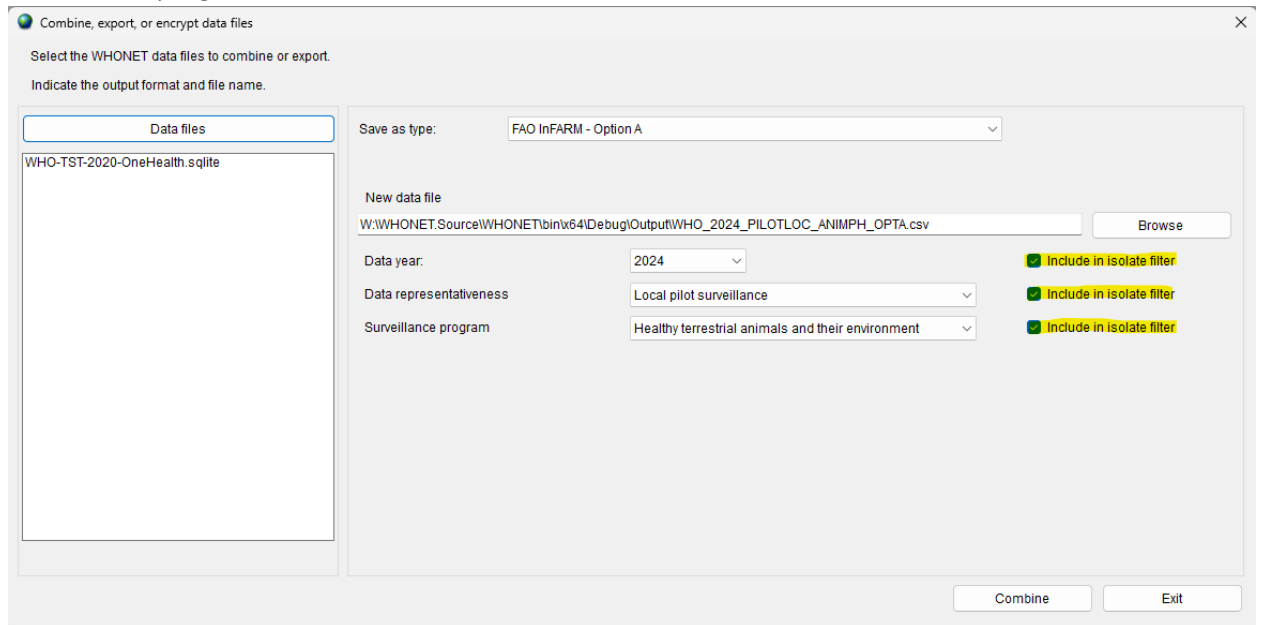 Combine, export, or encrypt data files
Select the WHONET data files to combine or export.
Indicate the output format and file name.
Data files
WHO-TST-2020-OneHealth.sqlite
Save as type: FAO InFARM - Option A
New data file
W:\WHONET.Source\WHONET\bin\x64\Debug\Output\WHO_2024_PILOTLOC_ANIMPH_OPTA.csv Browse
Data year: 2024 Include in isolate filter
Data representativeness Local pilot surveillance Include in isolate filter
Surveillance program Healthy terrestrial animals and their environment Include in isolate filter
Combine Exit